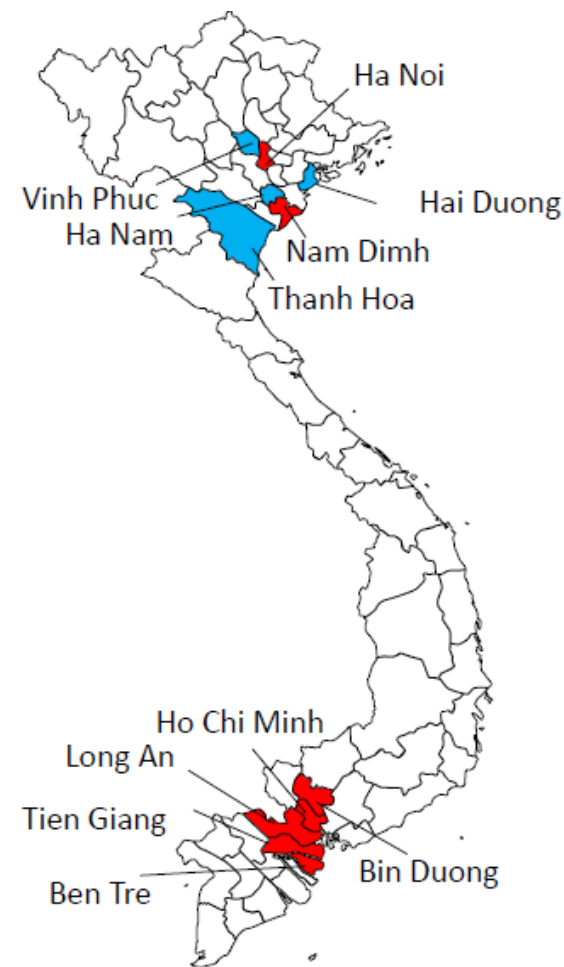 Ha Noi
Vinh Phuc
Hai Duong
Ha Nam
Nam Dimh
Thanh Hoa
Ho Chi Minh
Long An
Tien Giang
Bin Duong
Ben Tre